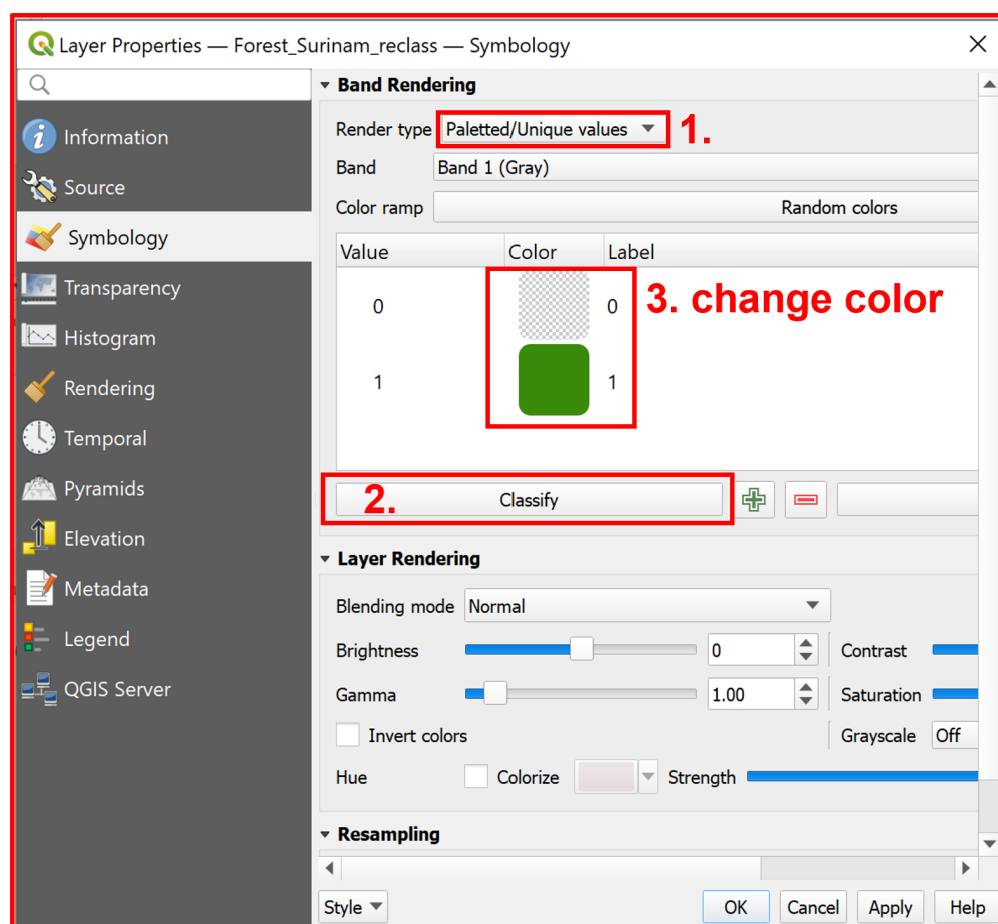 Layer Properties — Forest_Surinam_reclass — Symbology
Information
Source
Symbology
Transparency
Histogram
Rendering
Temporal
Pyramids
Elevation
Metadata
Legend
QGIS Server
Band Rendering
Render type Paletted/Unique values 1.
Band Band 1 (Gray)
Color ramp Random colors
Value Color Label
0 0 3. change color
1 1
2. Classify
Layer Rendering
Blending mode Normal
Brightness 0 Contrast
Gamma 1.00 Saturation
Invert colors Grayscale Off
Hue Colorize Strength
Resampling
Style OK Cancel Apply Help